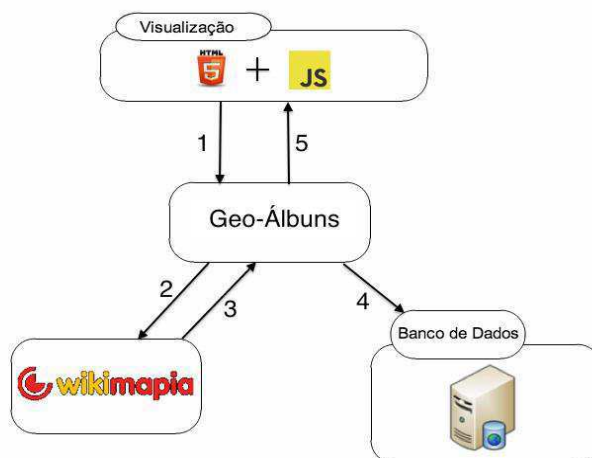 Visualização
HTML
5
+
JS
1
5
Geo-Álbuns
2
3
4
Banco de Dados
wikimapia